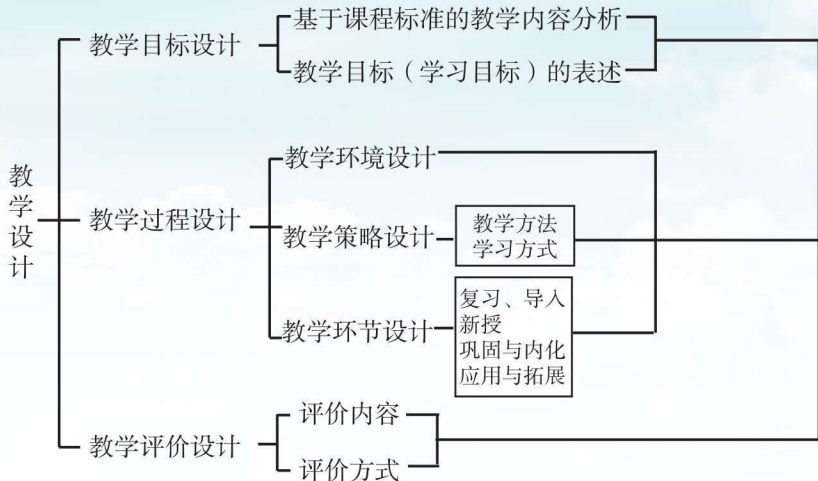 教学设计
教学目标设计
基于课程标准的教学内容分析
教学目标（学习目标）的表述
教学过程设计
教学环境设计
教学策略设计
教学方法
学习方式
教学环节设计
复习、导入
新授
巩固与内化
应用与拓展
教学评价设计
评价内容
评价方式